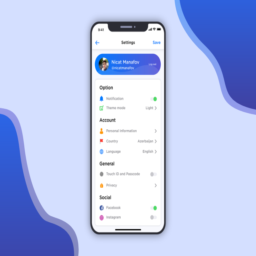 9:41
Settings
Save
Nicat Manafov
Option
Notification
Theme mode
Light
Account
Personal information
Country
Azerbaijan
Language
English
General
Touch ID and Passcode
Privacy
Social
Facebook
Instagram